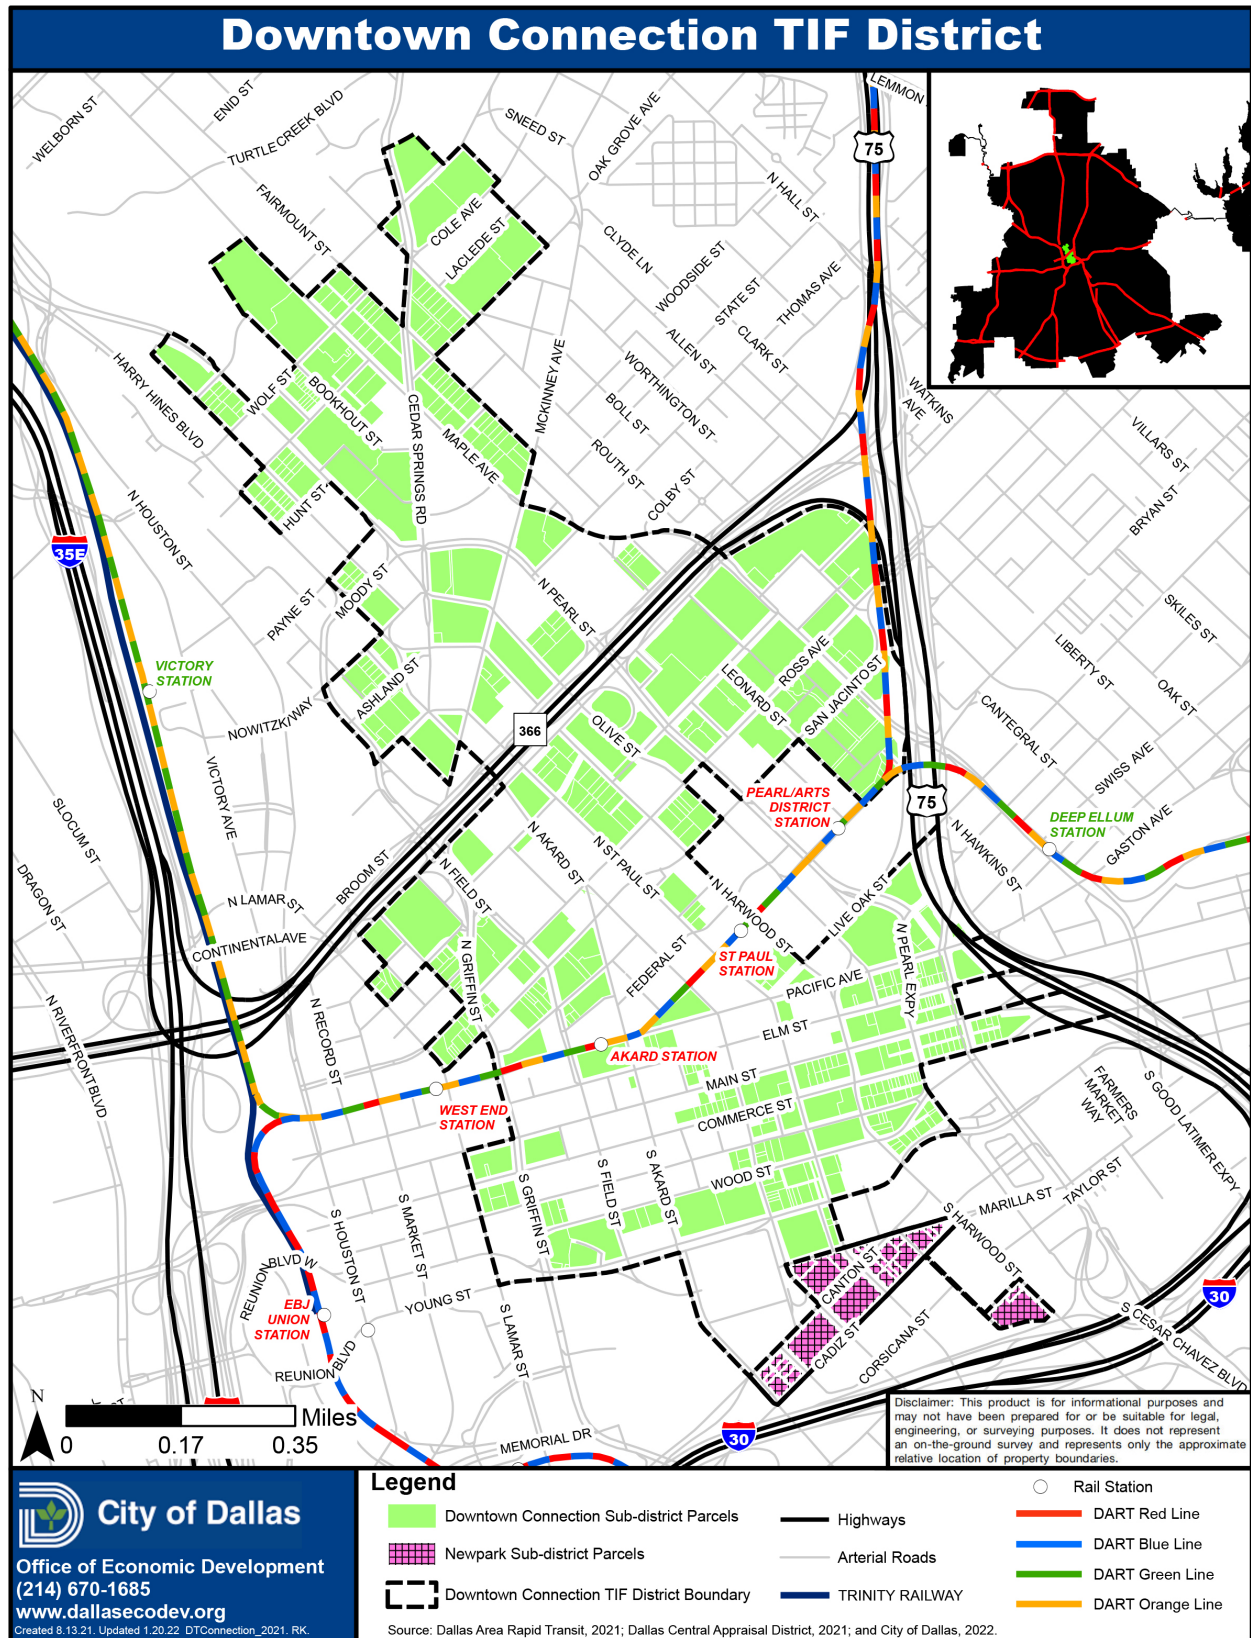 Downtown Connection TIF District
LEMMON
WELBORN ST
ENID ST
TURTLE CREEK BLVD
SNEED ST
OAK GROVE AVE
75
N HALL ST
FAIRMOUNT ST
COLE AVE
LACLEDE ST
CLYDE LN
WOODSIDE ST
STATE ST
THOMAS AVE
ALLEN ST
CLARK ST
HARRY HINES BLVD
WOLF ST
BOOKHOUT ST
CEDAR SPRINGS RD
MAPLE AVE
MCKINNEY AVE
WORTHINGTON ST
BOLL ST
ROUTH ST
COLBY ST
WATKINS
AVE
VILLARS ST
BRYAN ST
HUNT ST
N HOUSTON ST
35E
PAYNE ST
MOODY ST
N PEARL ST
SKILES ST
LIBERTY ST
OAK ST
VICTORY
STATION
ASHLAND ST
NOWITZKI WAY
ROSS AVE
LEONARD ST
SAN JACINTO ST
CANTEGRAL ST
SWISS AVE
366
OLIVE ST
VICTORY AVE
SLOCUM ST
PEARL/ARTS
DISTRICT
STATION
75
DEEP ELLUM
STATION
GASTON AVE
N HAWKINS ST
DRAGON ST
BROOM ST
N FIELD ST
N AKARD ST
N ST PAUL ST
N HARWOOD ST
LIVE OAK ST
N LAMAR ST
CONTINENTAL AVE
N GRIFFIN ST
FEDERAL ST
ST PAUL
STATION
PACIFIC AVE
N PEARL EXPY
N RIVERFRONT BLVD
N RECORD ST
ELM ST
AKARD STATION
MAIN ST
COMMERCE ST
WEST END
STATION
FARMERS
MARKET
WAY
S GOOD LATIMER EXPY
S GRIFFIN ST
S FIELD ST
S AKARD ST
WOOD ST
TAYLOR ST
MARILLA ST
S HARWOOD ST
S MARKET ST
S HOUSTON ST
REUNION BLVD W
EBJ
UNION
STATION
YOUNG ST
S LAMAR ST
CANTON ST
CADIZ ST
CORSICANA ST
30
S CESAR CHAVEZ BLVD
REUNION BLVD
MEMORIAL DR
30
N
Miles
0 0.17 0.35
Disclaimer: This product is for informational purposes and
may not have been prepared for or be suitable for legal,
engineering, or surveying purposes. It does not represent
an on-the-ground survey and represents only the approximate
relative location of property boundaries.
City of Dallas
Office of Economic Development
(214) 670-1685
www.dallasecodev.org
Created 8.13.21. Updated 1.20.22 DTConnection_2021. RK.
Legend
Downtown Connection Sub-district Parcels
Newpark Sub-district Parcels
Downtown Connection TIF District Boundary
Highways
Arterial Roads
TRINITY RAILWAY
Rail Station
DART Red Line
DART Blue Line
DART Green Line
DART Orange Line
Source: Dallas Area Rapid Transit, 2021; Dallas Central Appraisal District, 2021; and City of Dallas, 2022.